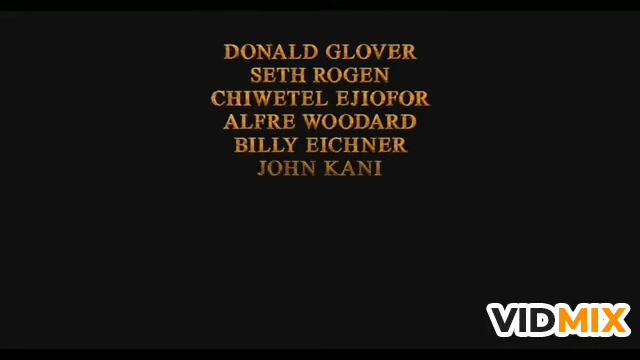 DONALD GLOVER
SETH ROGEN
CHIWETEL EJIOFOR
ALFRE WOODARD
BILLY EICHNER
JOHN KANI
VIDMIX